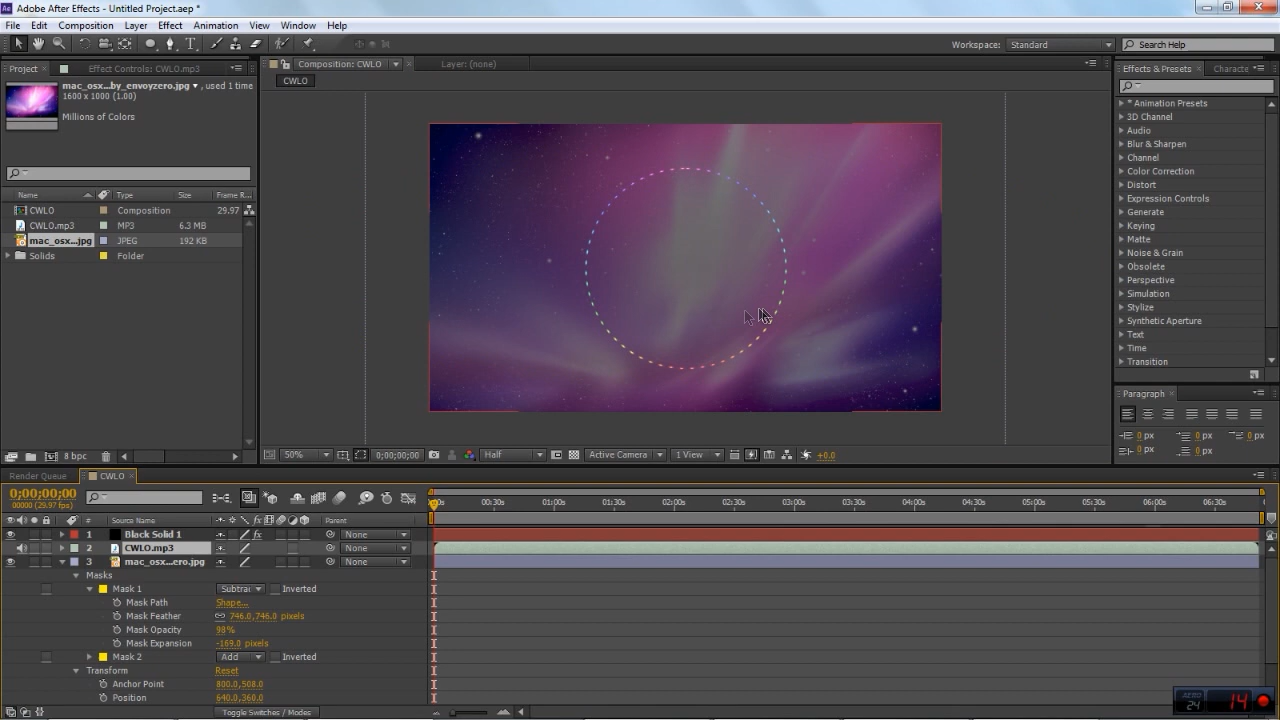 Adobe After Effects - Untitled Project.aep *
File Edit Composition Layer Effect Animation View Window Help
Workspace: Standard Search Help
Project Effect Controls: CWLO.mp3
Composition: CWLO Layer: (none)
CWLO
mac_osx...by_envoyzero.jpg ▼ , used 1 time
1600 x 1000 (1.00)
Millions of Colors
Name Type Size Frame R...
CWLO Composition 29.97
CWLO.mp3 MP3 6.3 MB
mac_osx...jpg JPEG 192 KB
Solids Folder
8 bpc
50% 0;00;00;00 Half Active Camera 1 View +0.0
Effects & Presets Characte
* Animation Presets
3D Channel
Audio
Blur & Sharpen
Channel
Color Correction
Distort
Expression Controls
Generate
Keying
Matte
Noise & Grain
Obsolete
Perspective
Simulation
Stylize
Synthetic Aperture
Text
Time
Transition
Paragraph
0 px 0 px 0 px
0 px 0 px
Render Queue CWLO
0;00;00;00
00000 (29.97 fps)
00s 00:30s 01:00s 01:30s 02:00s 02:30s 03:00s 03:30s 04:00s 04:30s 05:00s 05:30s 06:00s 06:30s
# Source Name fx Parent
1 Black Solid 1 fx None
2 CWLO.mp3 None
3 mac_osx...ero.jpg None
Masks
Mask 1 Subtrac Inverted
Mask Path Shape...
Mask Feather 746.0,746.0 pixels
Mask Opacity 98%
Mask Expansion -169.0 pixels
Mask 2 Add Inverted
Transform Reset
Anchor Point 800.0,508.0
Position 640.0,360.0
Toggle Switches / Modes
24 14